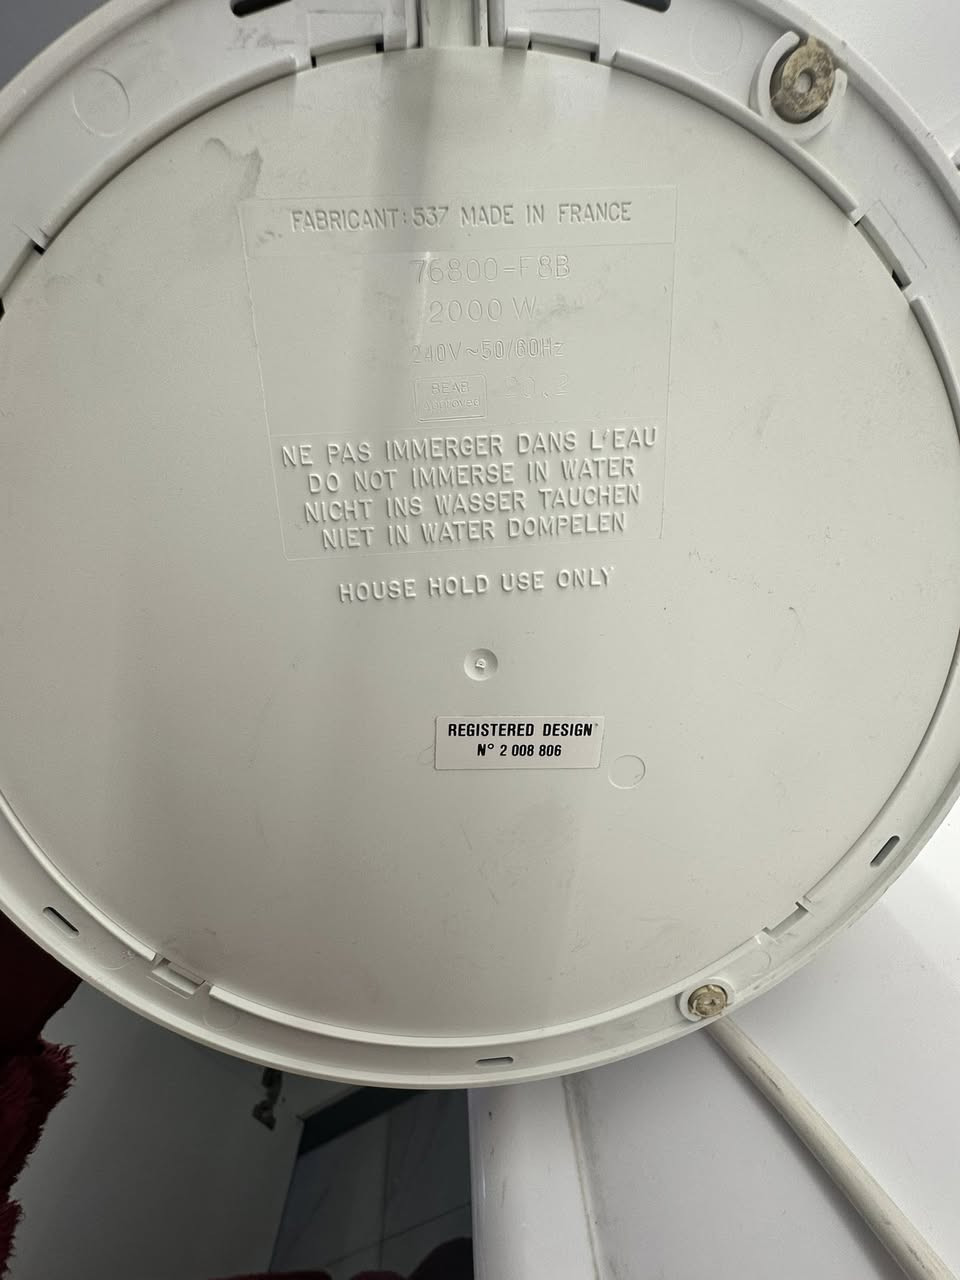 FABRICANT: 537 MADE IN FRANCE
76800-F8B
2000 W
240V~50/60Hz
BEAB
Approved
NE PAS IMMERGER DANS L'EAU
DO NOT IMMERSE IN WATER
NICHT INS WASSER TAUCHEN
NIET IN WATER DOMPELEN
HOUSE HOLD USE ONLY
REGISTERED DESIGN
N° 2 008 806